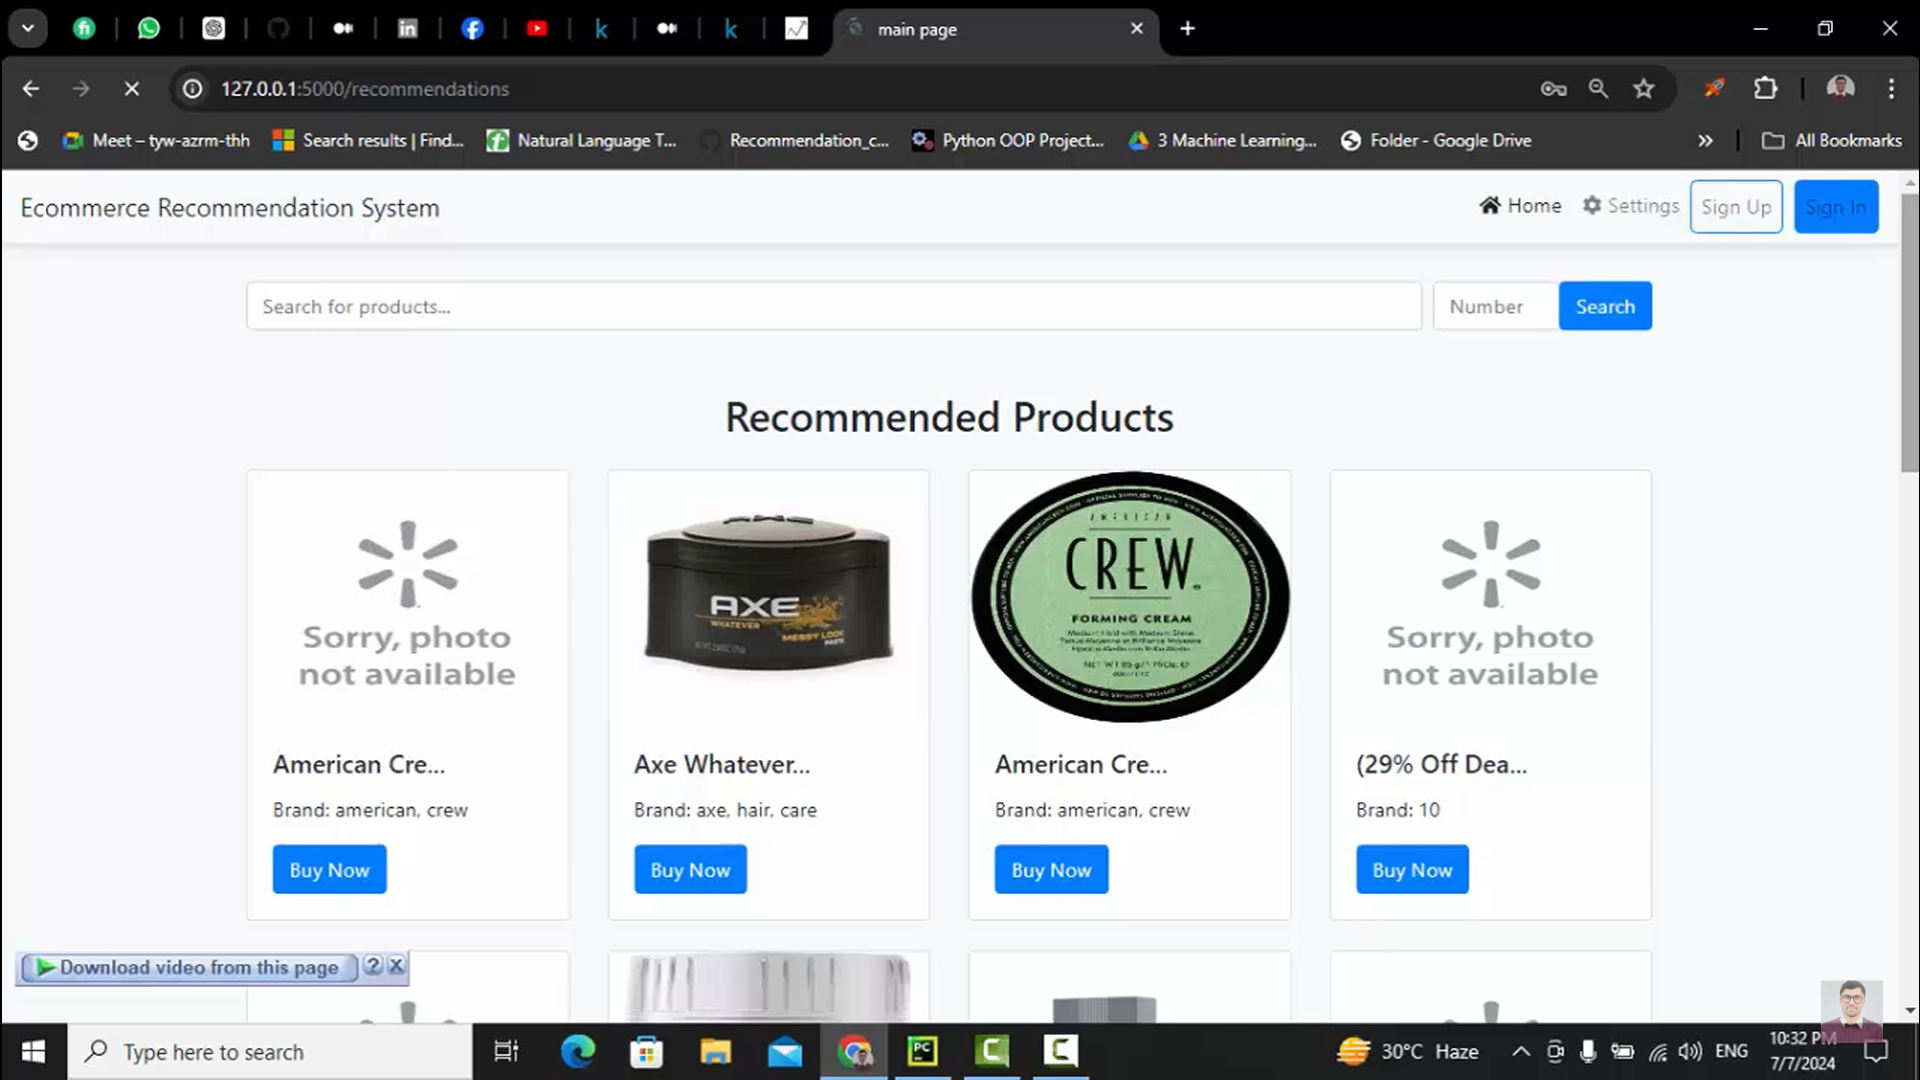 main page
127.0.0.1:5000/recommendations
Meet – tyw-azrm-thh
Search results | Find...
Natural Language T...
Recommendation_c...
Python OOP Project...
3 Machine Learning...
Folder - Google Drive
All Bookmarks
Ecommerce Recommendation System
Home
Settings
Sign Up
Sign In
Search for products...
Number
Search
Recommended Products
Sorry, photo
not available
AXE
WHATEVER
MESSY LOOK
AMERICAN
CREW
FORMING CREAM
Sorry, photo
not available
American Cre...
Axe Whatever...
American Cre...
(29% Off Dea...
Brand: american, crew
Brand: axe, hair, care
Brand: american, crew
Brand: 10
Buy Now
Buy Now
Buy Now
Buy Now
Download video from this page
Type here to search
30°C Haze
ENG
10:32 PM
7/7/2024